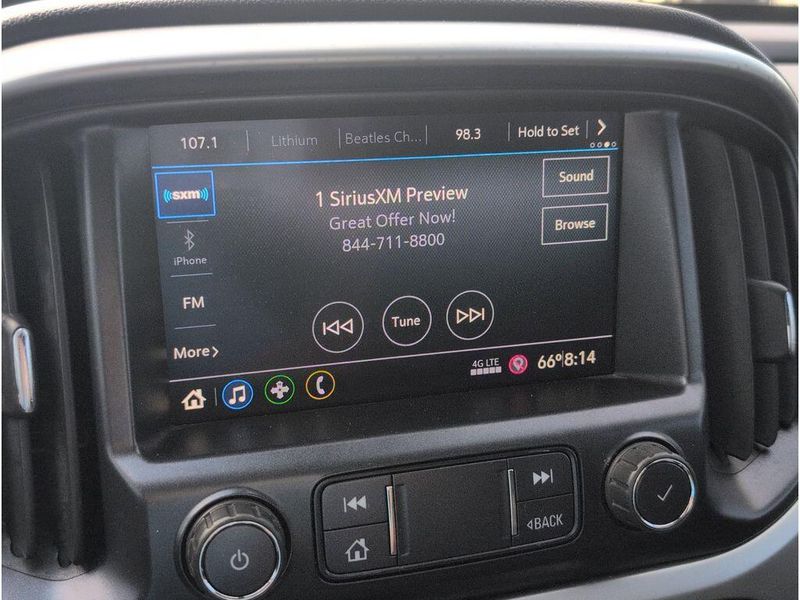 107.1 Lithium Beatles Ch... 98.3 Hold to Set
sxm
1 SiriusXM Preview
Great Offer Now!
844-711-8800
Sound
Browse
iPhone
FM
More
Tune
4G LTE
66° 8:14
BACK